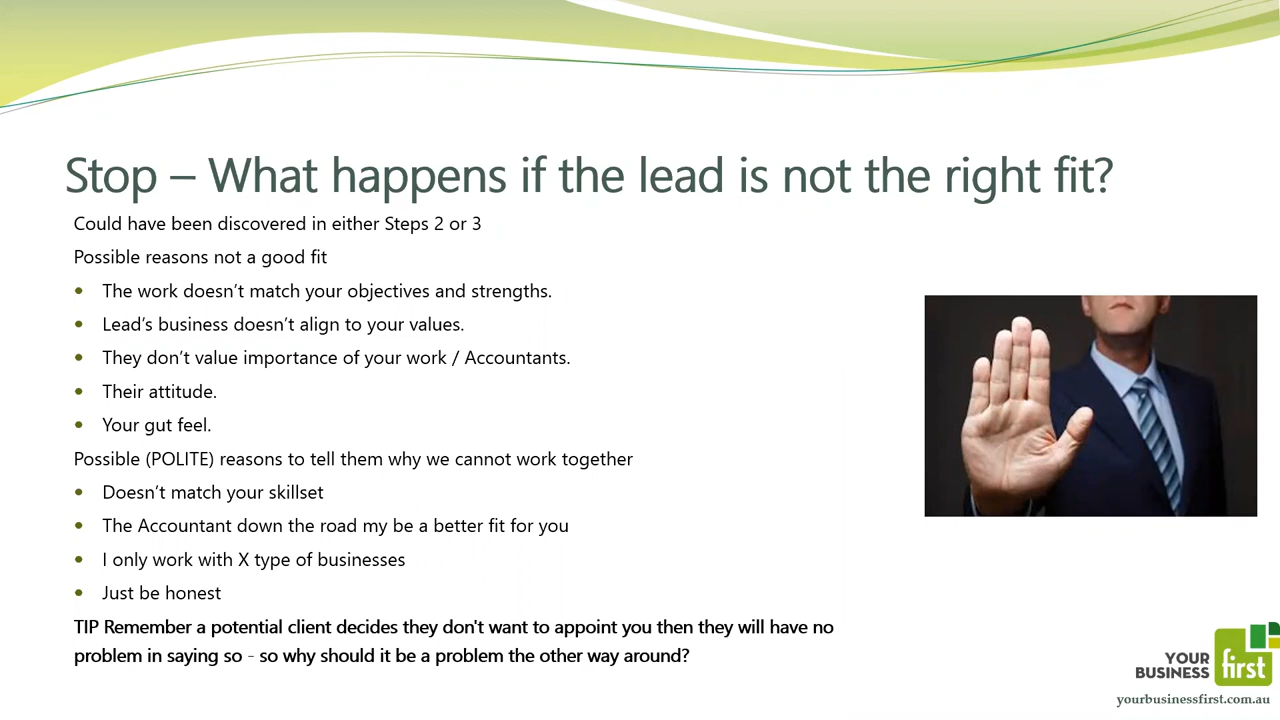 Stop – What happens if the lead is not the right fit?
Could have been discovered in either Steps 2 or 3
Possible reasons not a good fit
• The work doesn’t match your objectives and strengths.
• Lead’s business doesn’t align to your values.
• They don’t value importance of your work / Accountants.
• Their attitude.
• Your gut feel.
Possible (POLITE) reasons to tell them why we cannot work together
• Doesn’t match your skillset
• The Accountant down the road my be a better fit for you
• I only work with X type of businesses
• Just be honest
TIP Remember a potential client decides they don't want to appoint you then they will have no
problem in saying so - so why should it be a problem the other way around?
YOUR
BUSINESS first
yourbusinessfirst.com.au